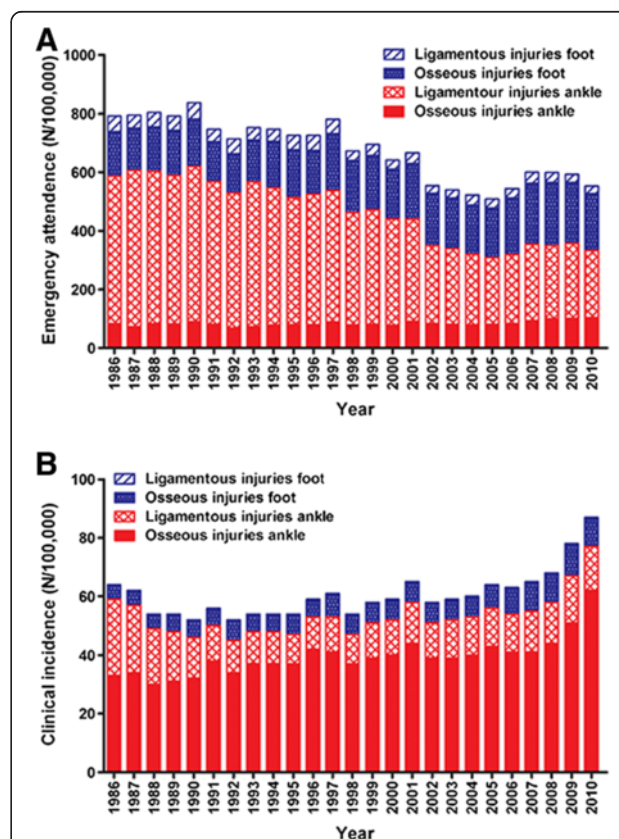 A
1000
800
600
400
200
0
Emergency attendence (N/100,000)
Ligamentous injuries foot
Osseous injuries foot
Ligamentour injuries ankle
Osseous injuries ankle
1986 1987 1988 1989 1990 1991 1992 1993 1994 1995 1996 1997 1998 1999 2000 2001 2002 2003 2004 2005 2006 2007 2008 2009 2010
Year
B
100
80
60
40
20
0
Clinical incidence (N/100,000)
Ligamentous injuries foot
Osseous injuries foot
Ligamentous injuries ankle
Osseous injuries ankle
1986 1987 1988 1989 1990 1991 1992 1993 1994 1995 1996 1997 1998 1999 2000 2001 2002 2003 2004 2005 2006 2007 2008 2009 2010
Year